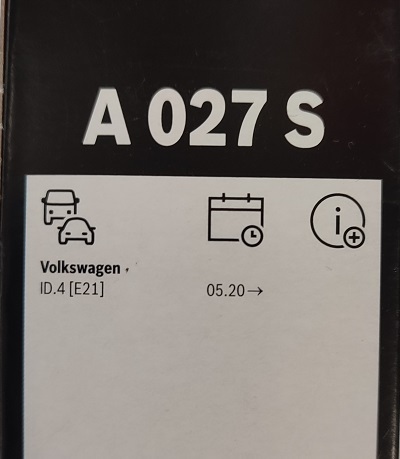 A 027 S
Volkswagen
ID.4 [E21] 05.20→